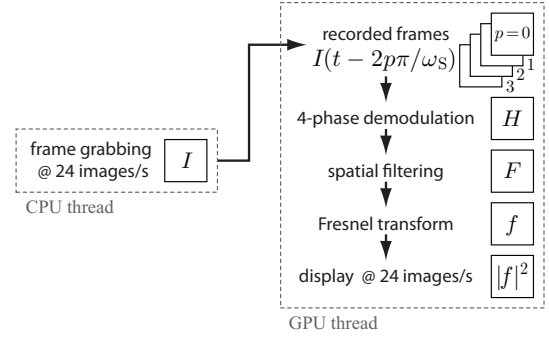 recorded frames
I(t − 2pπ/ω_S)
p = 0
1
2
3
4-phase demodulation
H
frame grabbing
@ 24 images/s
I
spatial filtering
F
CPU thread
Fresnel transform
f
display @ 24 images/s
|f|²
GPU thread